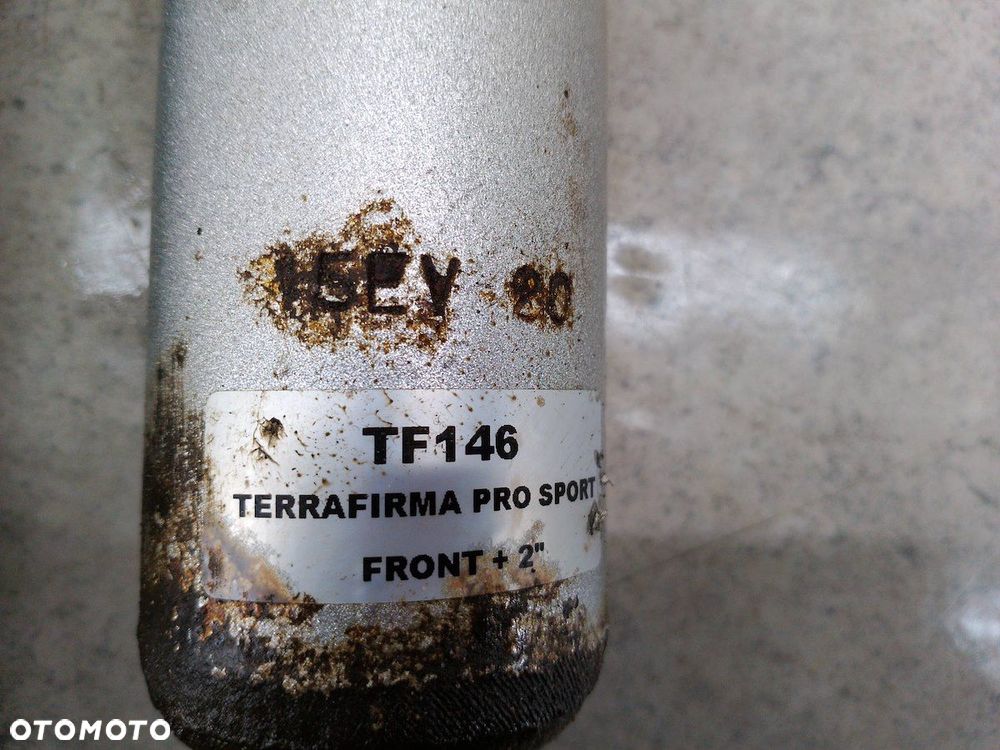 TF146
TERRAFIRMA PRO SPORT
FRONT + 2"
OTOMOTO